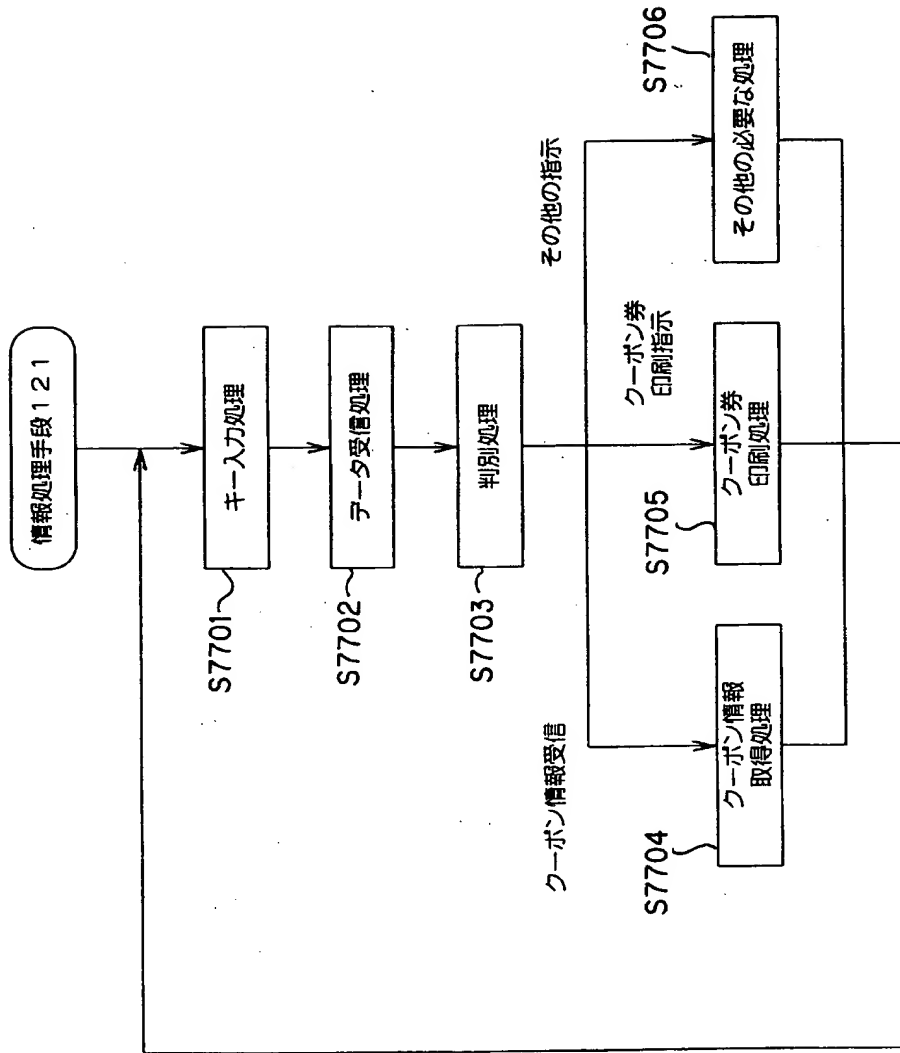 情報処理手段121
キー入力処理
S7701
データ受信処理
S7702
判別処理
S7703
クーポン情報受信
クーポン券
印刷指示
その他の指示
クーポン情報
取得処理
S7704
クーポン券
印刷処理
S7705
その他の必要な処理
S7706